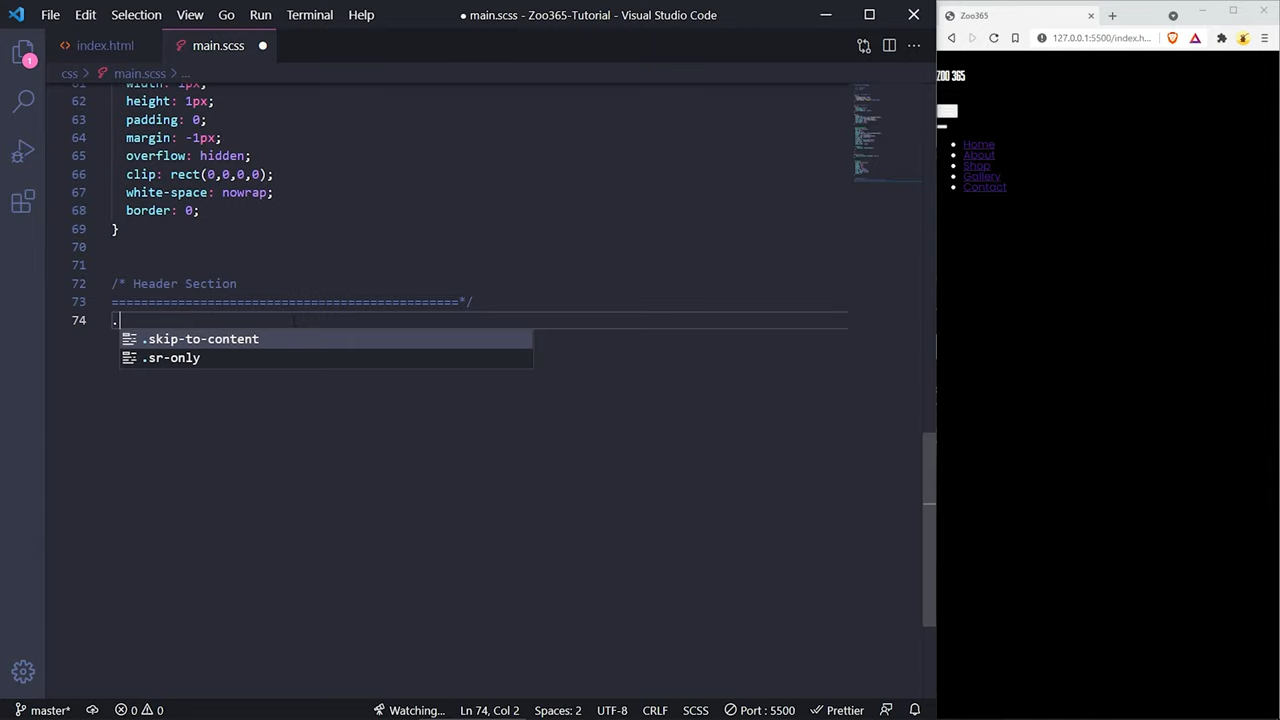 File Edit Selection View Go Run Terminal Help
● main.scss - Zoo365-Tutorial - Visual Studio Code
index.html
main.scss
css > main.scss > ...
1
61 width: 1px;
62 height: 1px;
63 padding: 0;
64 margin: -1px;
65 overflow: hidden;
66 clip: rect(0,0,0,0);
67 white-space: nowrap;
68 border: 0;
69 }
70
71
72 /* Header Section
73 ===============================================*/
74 .
.skip-to-content
.sr-only
master*
0 0
Watching...
Ln 74, Col 2
Spaces: 2
UTF-8
CRLF
SCSS
Port : 5500
Prettier
Zoo365
127.0.0.1:5500/index.h...
ZOO 365
Home
About
Shop
Gallery
Contact